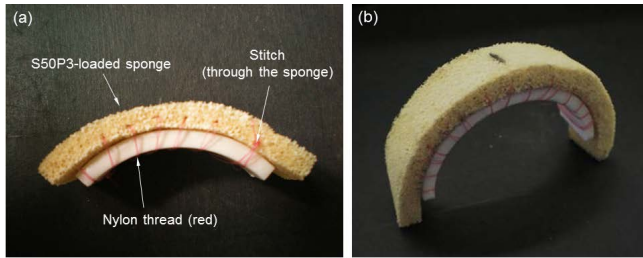 (a)
S50P3-loaded sponge
Stitch
(through the sponge)
Nylon thread (red)
(b)